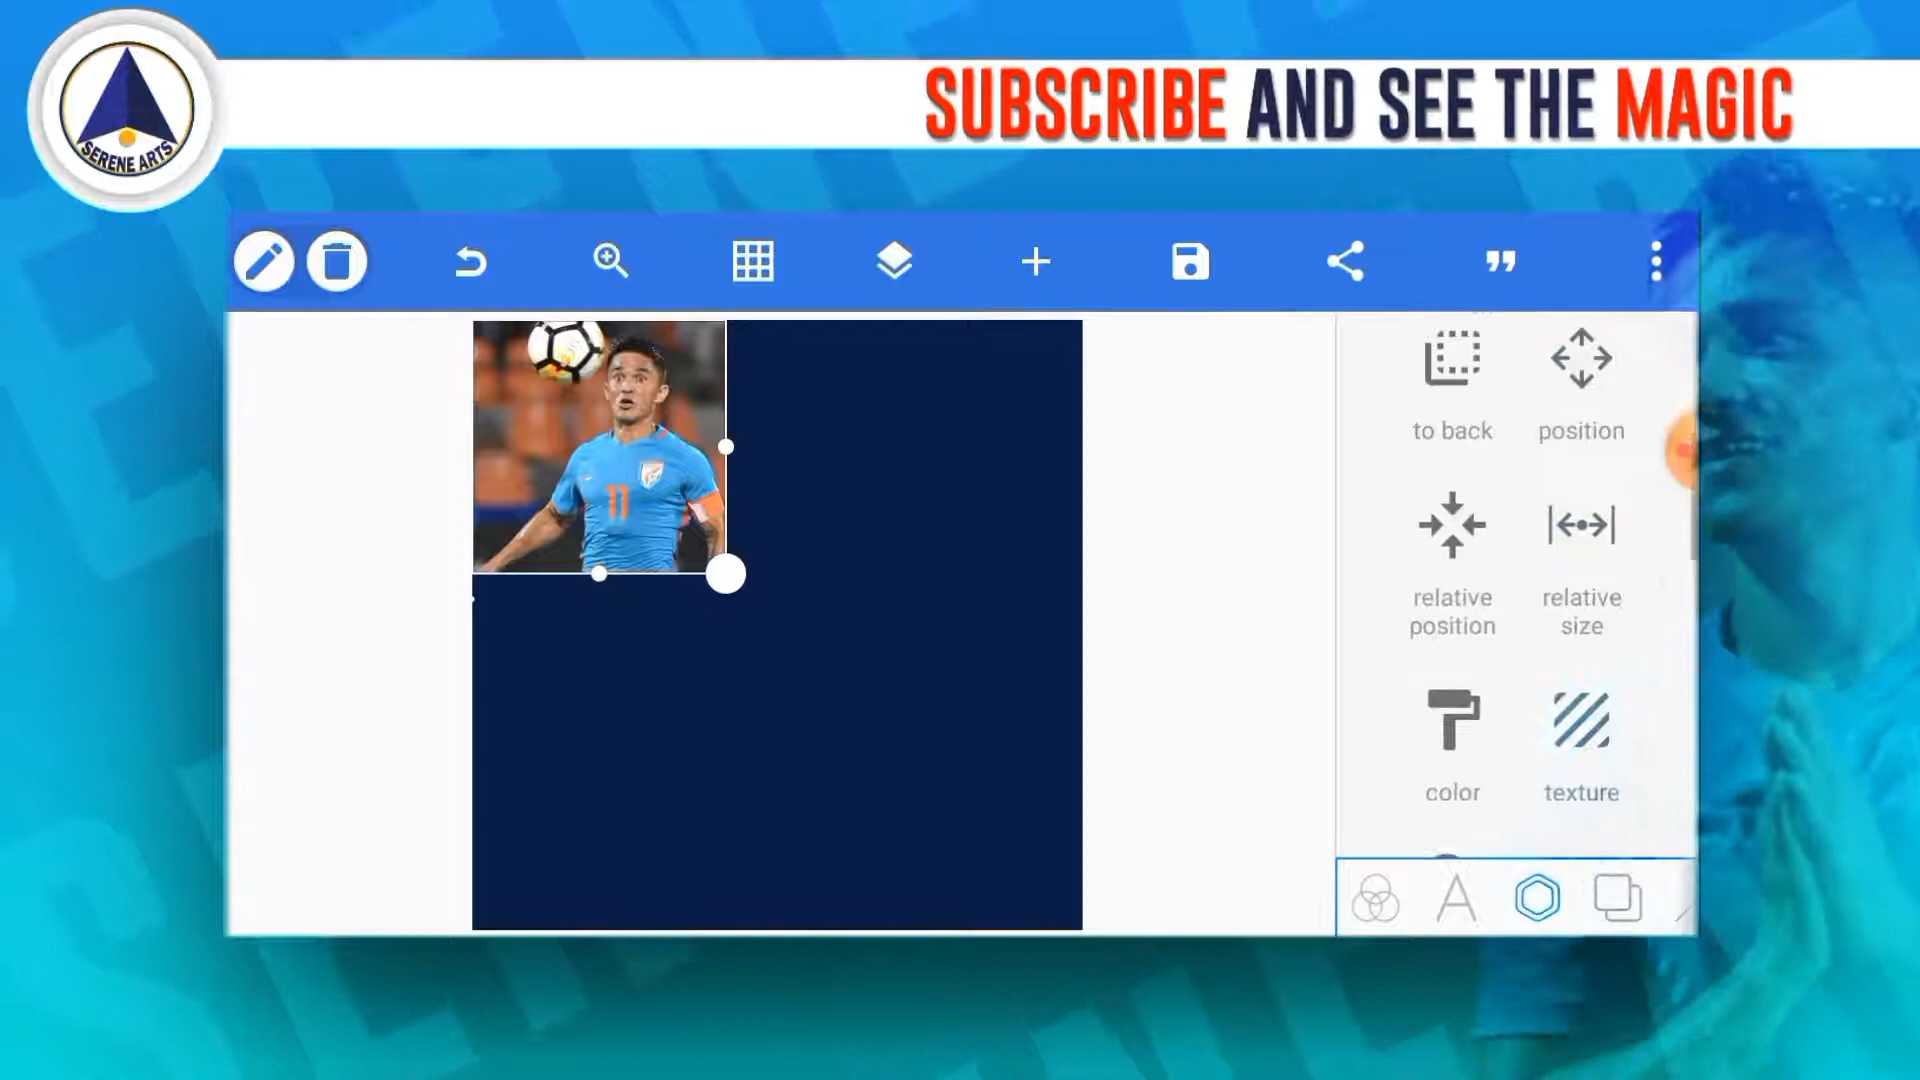 SUBSCRIBE AND SEE THE MAGIC
SERENE ARTS
11
to back
position
relative
position
relative
size
color
texture